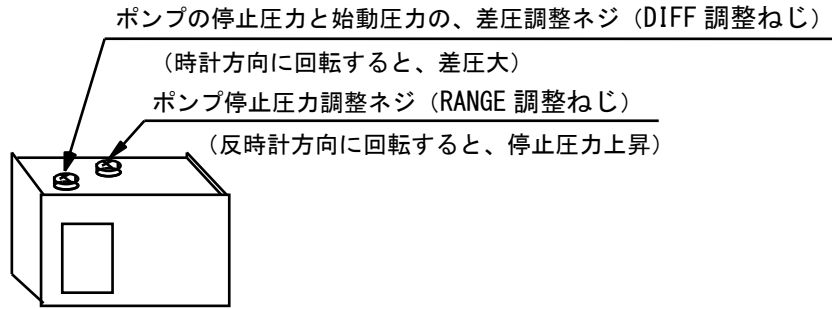 ポンプの停止圧力と始動圧力の、差圧調整ネジ（DIFF 調整ねじ）
（時計方向に回転すると、差圧大）
ポンプ停止圧力調整ネジ（RANGE 調整ねじ）
（反時計方向に回転すると、停止圧力上昇）